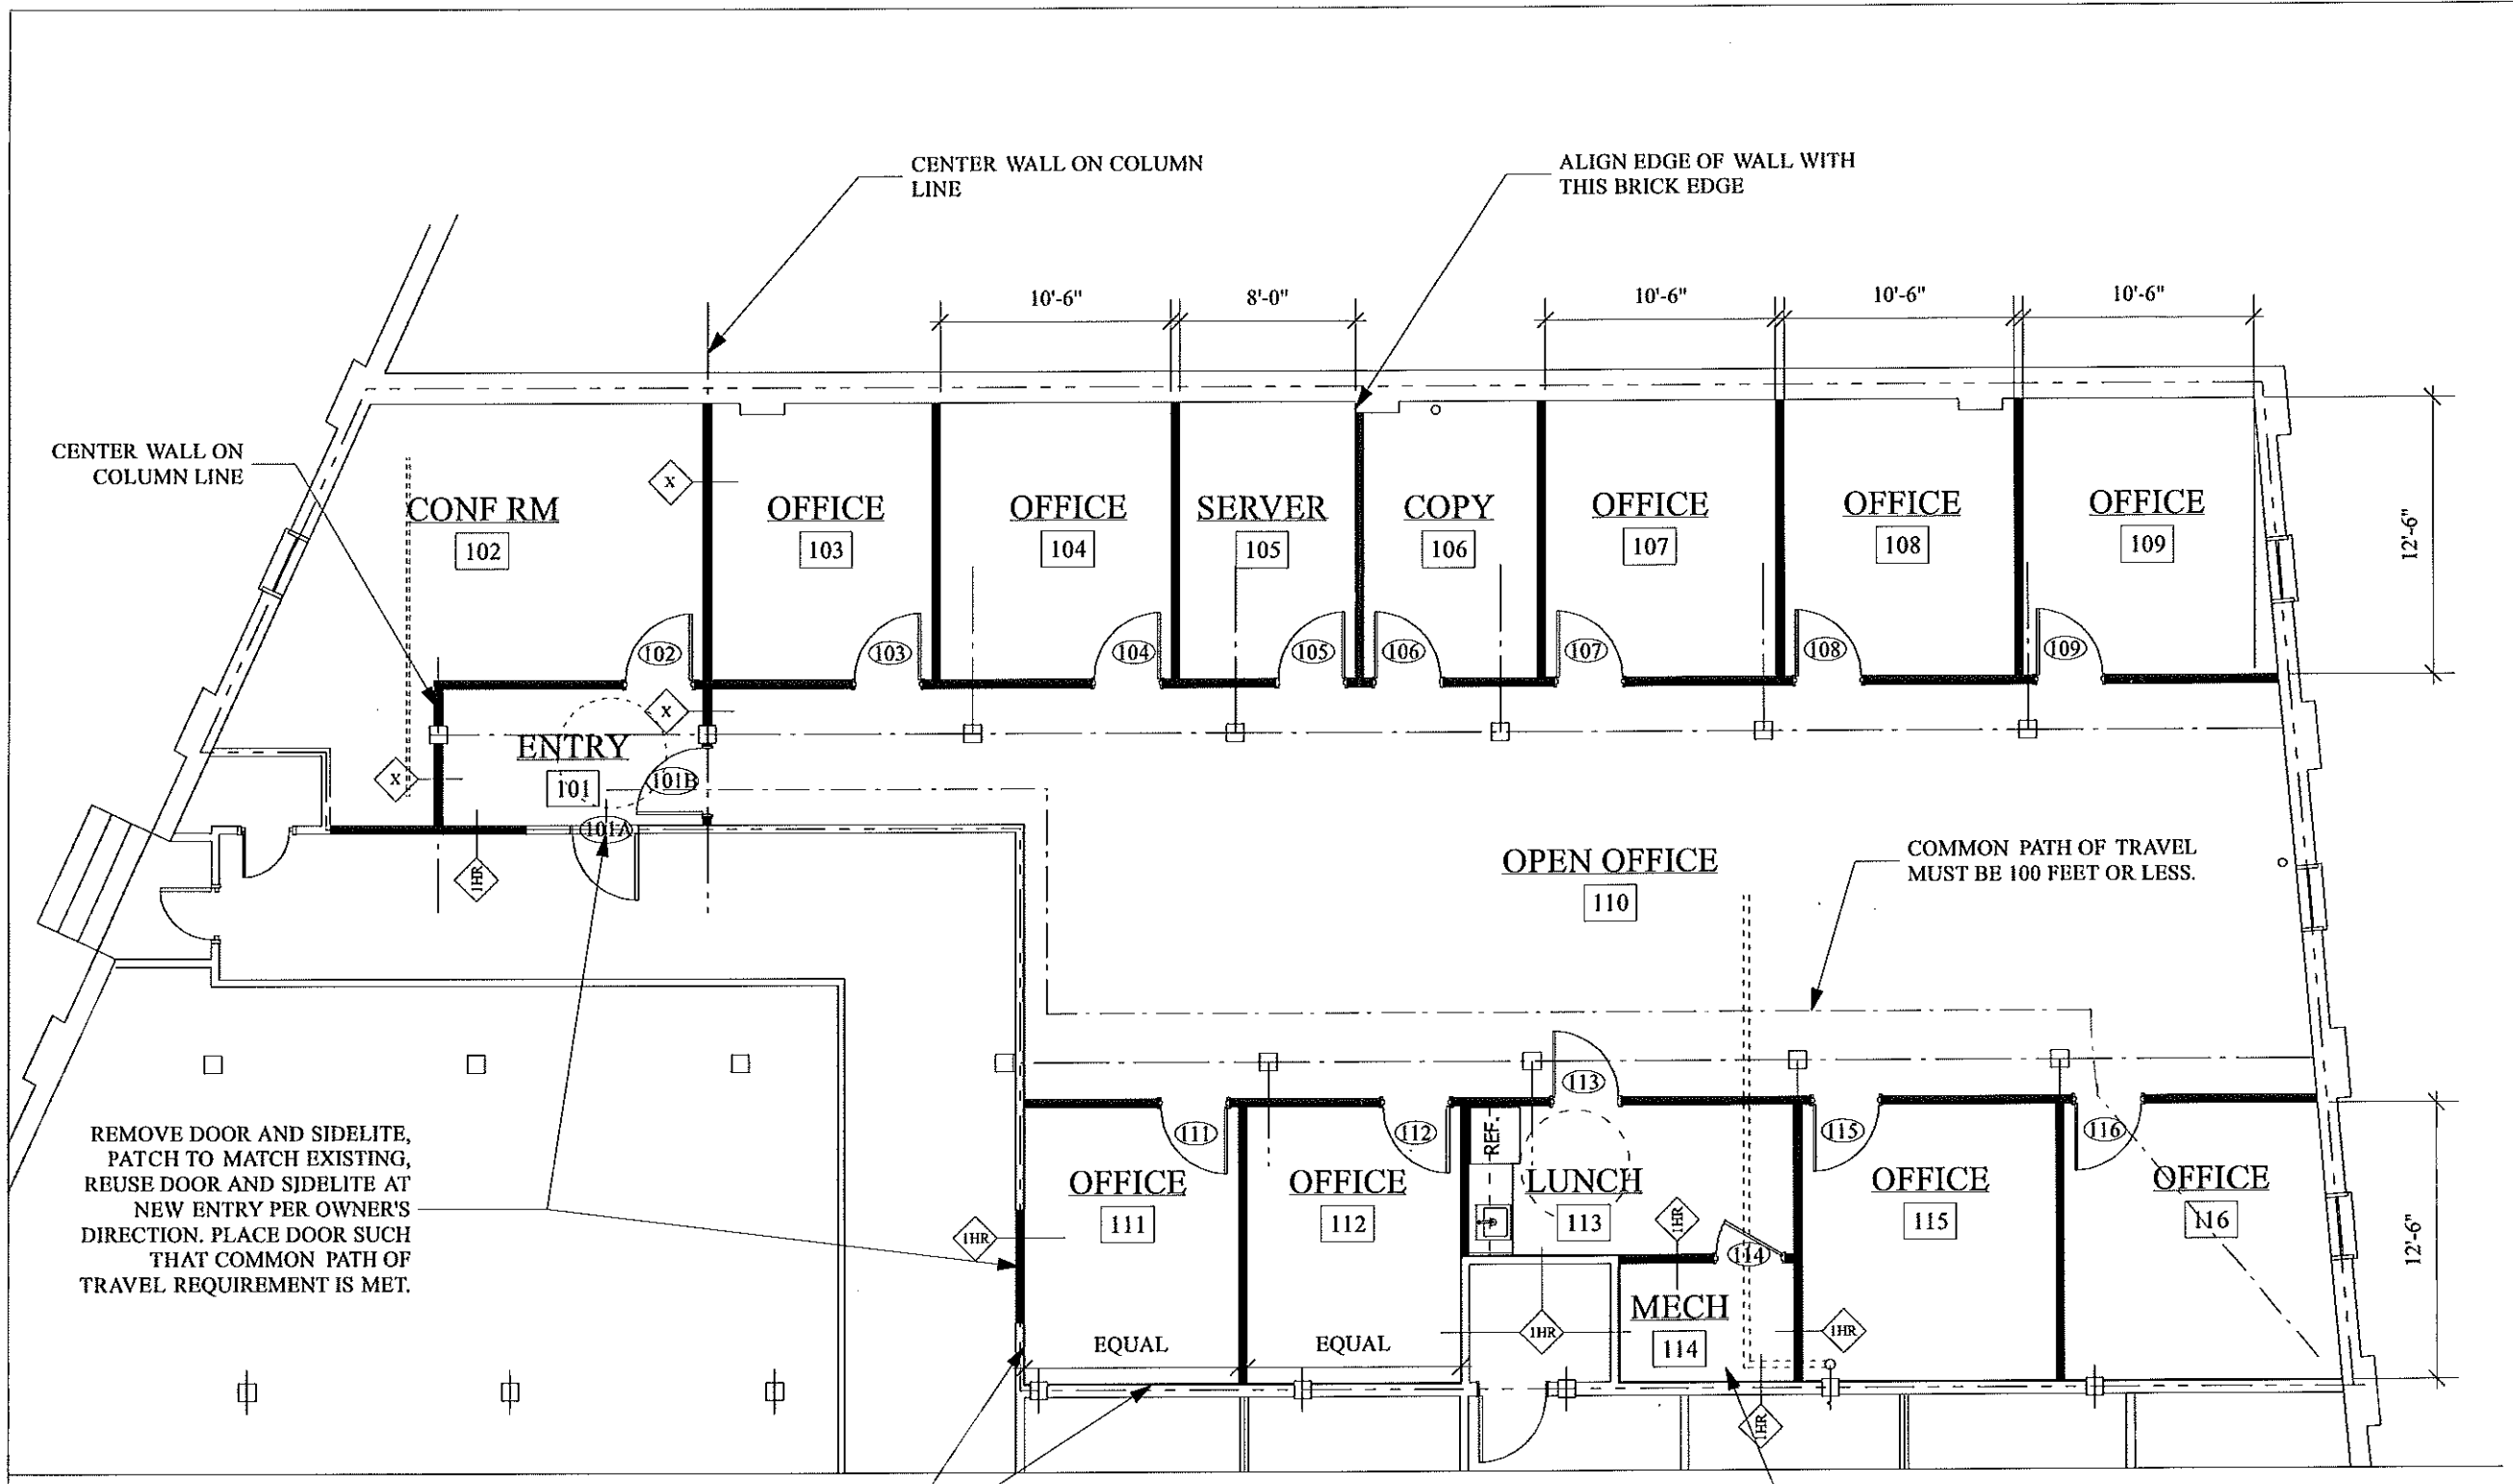 CENTER WALL ON COLUMN
LINE
ALIGN EDGE OF WALL WITH
THIS BRICK EDGE
10'-6"
8'-0"
10'-6"
10'-6"
10'-6"
CENTER WALL ON
COLUMN LINE
12'-6"
X
CONF RM
102
OFFICE
103
OFFICE
104
SERVER
105
COPY
106
OFFICE
107
OFFICE
108
OFFICE
109
102
103
104
105
106
107
108
109
X
ENTRY
101
101B
X
101A
1HR
OPEN OFFICE
110
COMMON PATH OF TRAVEL
MUST BE 100 FEET OR LESS.
REMOVE DOOR AND SIDELITE,
PATCH TO MATCH EXISTING,
REUSE DOOR AND SIDELITE AT
NEW ENTRY PER OWNER'S
DIRECTION. PLACE DOOR SUCH
THAT COMMON PATH OF
TRAVEL REQUIREMENT IS MET.
111
112
113
115
116
REF.
OFFICE
111
OFFICE
112
LUNCH
113
OFFICE
115
OFFICE
116
1HR
1HR
114
12'-6"
MECH
114
1HR
1HR
EQUAL
EQUAL
1HR